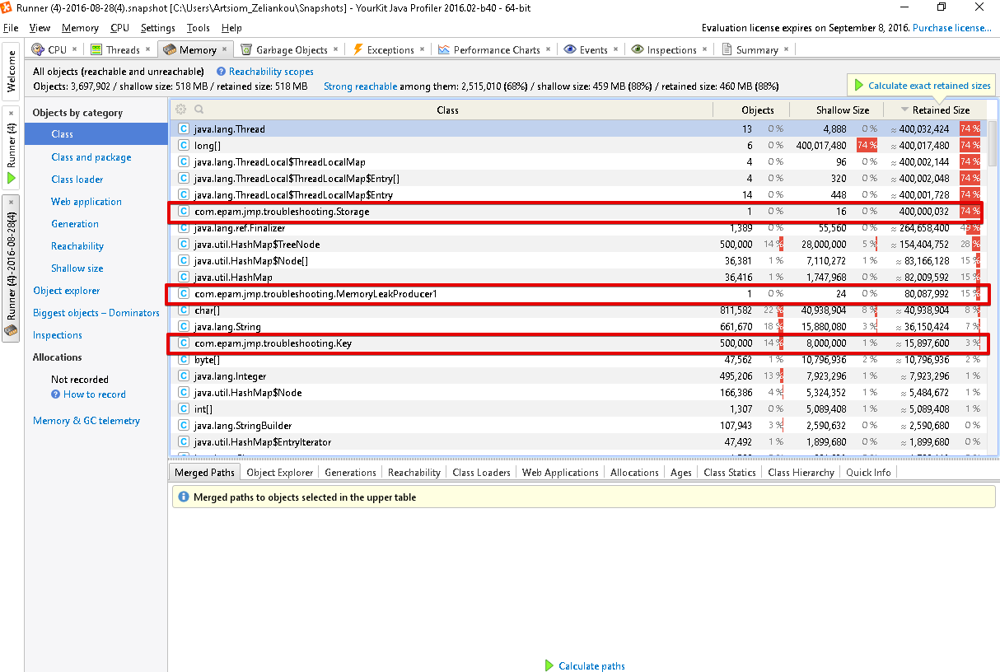 Runner (4)-2016-08-28(4).snapshot [C:\Users\Artsiom_Zeliankou\Snapshots] - YourKit Java Profiler 2016.02-b40 - 64-bit
File View Memory CPU Settings Tools Help
Evaluation license expires on September 8, 2016. Purchase license...
Welcome
Runner (4)
Runner (4)-2016-08-28(4)
CPU Threads Memory Garbage Objects Exceptions Performance Charts Events Inspections Summary
All objects (reachable and unreachable) Reachability scopes
Objects: 3,697,902 / shallow size: 518 MB / retained size: 518 MB Strong reachable among them: 2,515,010 (68%) / shallow size: 459 MB (88%) / retained size: 460 MB (88%)
Calculate exact retained sizes
Objects by category
Class
Class and package
Class loader
Web application
Generation
Reachability
Shallow size
Object explorer
Biggest objects – Dominators
Inspections
Allocations
Not recorded
How to record
Memory & GC telemetry
Class Objects Shallow Size Retained Size
java.lang.Thread 13 0 % 4,888 0 % ≈ 400,032,424 74 %
long[] 6 0 % 400,017,480 74 % ≈ 400,017,480 74 %
java.lang.ThreadLocal$ThreadLocalMap 4 0 % 96 0 % ≈ 400,002,144 74 %
java.lang.ThreadLocal$ThreadLocalMap$Entry[] 4 0 % 320 0 % ≈ 400,002,048 74 %
java.lang.ThreadLocal$ThreadLocalMap$Entry 14 0 % 448 0 % ≈ 400,001,728 74 %
com.epam.jmp.troubleshooting.Storage 1 0 % 16 0 % 400,000,032 74 %
java.lang.ref.Finalizer 1,389 0 % 55,560 0 % ≈ 264,658,400 49 %
java.util.HashMap$TreeNode 500,000 14 % 28,000,000 5 % ≈ 154,404,752 28 %
java.util.HashMap$Node[] 36,381 1 % 7,110,272 1 % ≈ 83,166,128 15 %
java.util.HashMap 36,416 1 % 1,747,968 0 % ≈ 82,009,592 15 %
com.epam.jmp.troubleshooting.MemoryLeakProducer1 1 0 % 24 0 % 80,087,992 15 %
char[] 811,582 22 % 40,938,904 8 % ≈ 40,938,904 8 %
java.lang.String 661,670 18 % 15,880,080 3 % ≈ 36,150,424 7 %
com.epam.jmp.troubleshooting.Key 500,000 14 % 8,000,000 1 % ≈ 15,897,600 3 %
byte[] 47,562 1 % 10,796,936 2 % ≈ 10,796,936 2 %
java.lang.Integer 495,206 13 % 7,923,296 1 % ≈ 7,923,296 1 %
java.util.HashMap$Node 166,386 4 % 5,324,352 1 % ≈ 5,484,672 1 %
int[] 1,307 0 % 5,089,408 1 % ≈ 5,089,408 1 %
java.lang.StringBuilder 107,943 3 % 2,590,632 0 % ≈ 2,590,680 0 %
java.util.HashMap$EntryIterator 47,492 1 % 1,899,680 0 % ≈ 1,899,680 0 %
Merged Paths Object Explorer Generations Reachability Class Loaders Web Applications Allocations Ages Class Statics Class Hierarchy Quick Info
Merged paths to objects selected in the upper table
Calculate paths